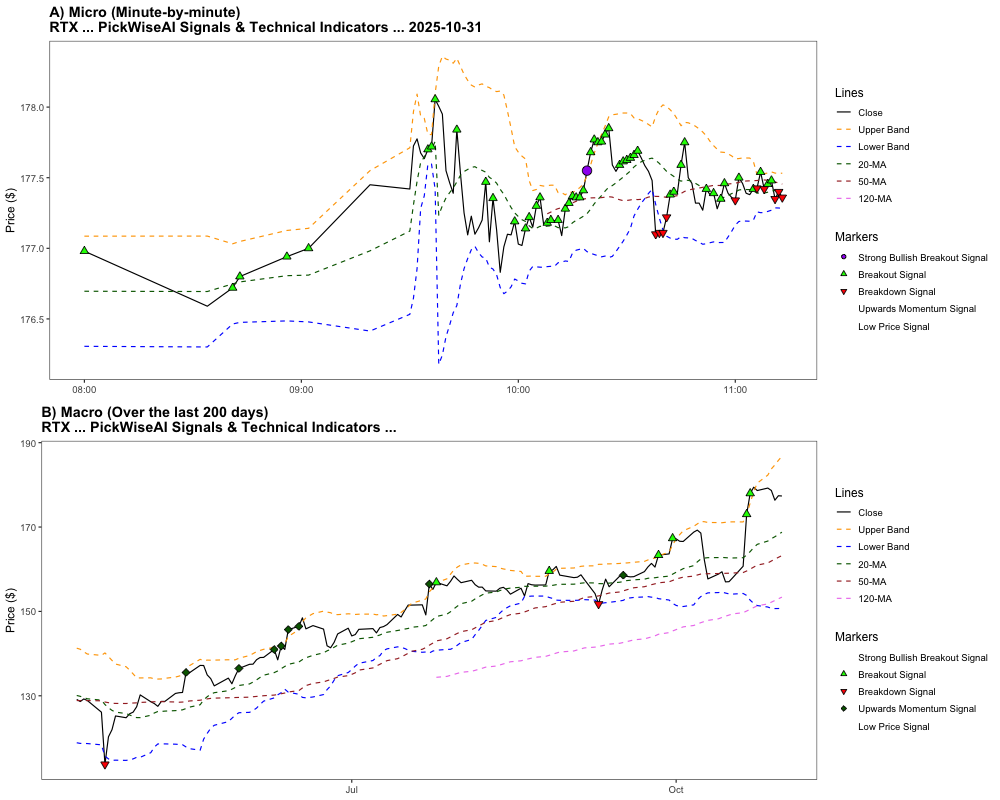 A) Micro (Minute-by-minute)
RTX ... PickWiseAI Signals & Technical Indicators ... 2025-10-31
Price ($)
178.0
177.5
177.0
176.5
08:00
09:00
10:00
11:00
Lines
Close
Upper Band
Lower Band
20-MA
50-MA
120-MA
Markers
Strong Bullish Breakout Signal
Breakout Signal
Breakdown Signal
Upwards Momentum Signal
Low Price Signal
B) Macro (Over the last 200 days)
RTX ... PickWiseAI Signals & Technical Indicators ...
Price ($)
190
170
150
130
Jul
Oct
Lines
Close
Upper Band
Lower Band
20-MA
50-MA
120-MA
Markers
Strong Bullish Breakout Signal
Breakout Signal
Breakdown Signal
Upwards Momentum Signal
Low Price Signal